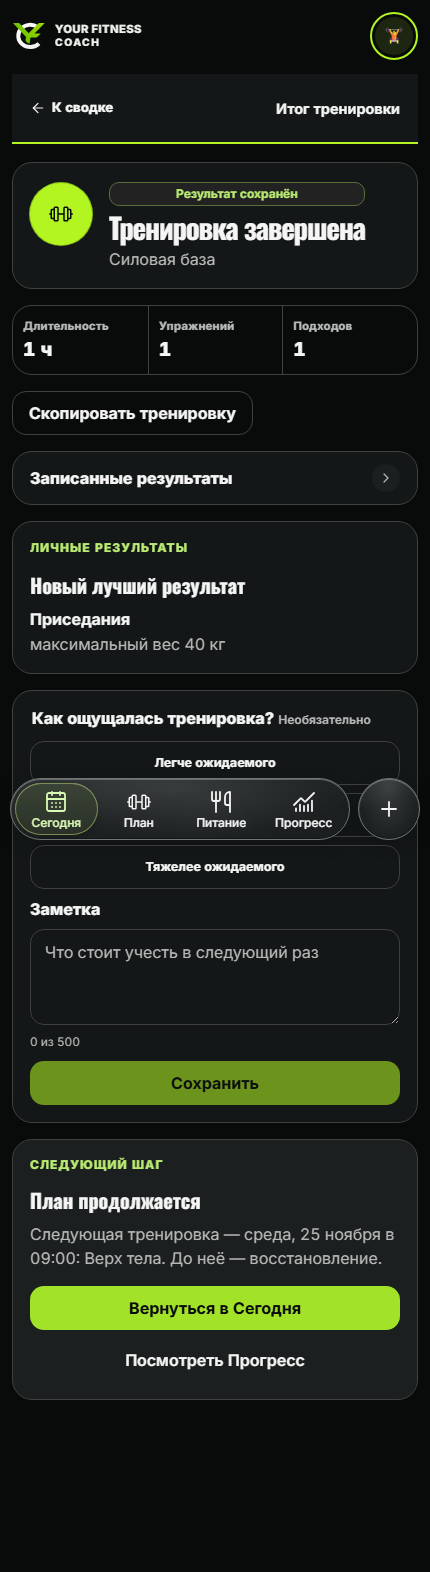 YOUR FITNESS
COACH
← К сводке
Итог тренировки
Результат сохранён
Тренировка завершена
Силовая база
Длительность
1 ч
Упражнений
1
Подходов
1
Скопировать тренировку
Записанные результаты
ЛИЧНЫЕ РЕЗУЛЬТАТЫ
Новый лучший результат
Приседания
максимальный вес 40 кг
Как ощущалась тренировка? Необязательно
Легче ожидаемого
Сегодня
План
Питание
Прогресс
Тяжелее ожидаемого
Заметка
Что стоит учесть в следующий раз
0 из 500
Сохранить
СЛЕДУЮЩИЙ ШАГ
План продолжается
Следующая тренировка — среда, 25 ноября в
09:00: Верх тела. До неё — восстановление.
Вернуться в Сегодня
Посмотреть Прогресс